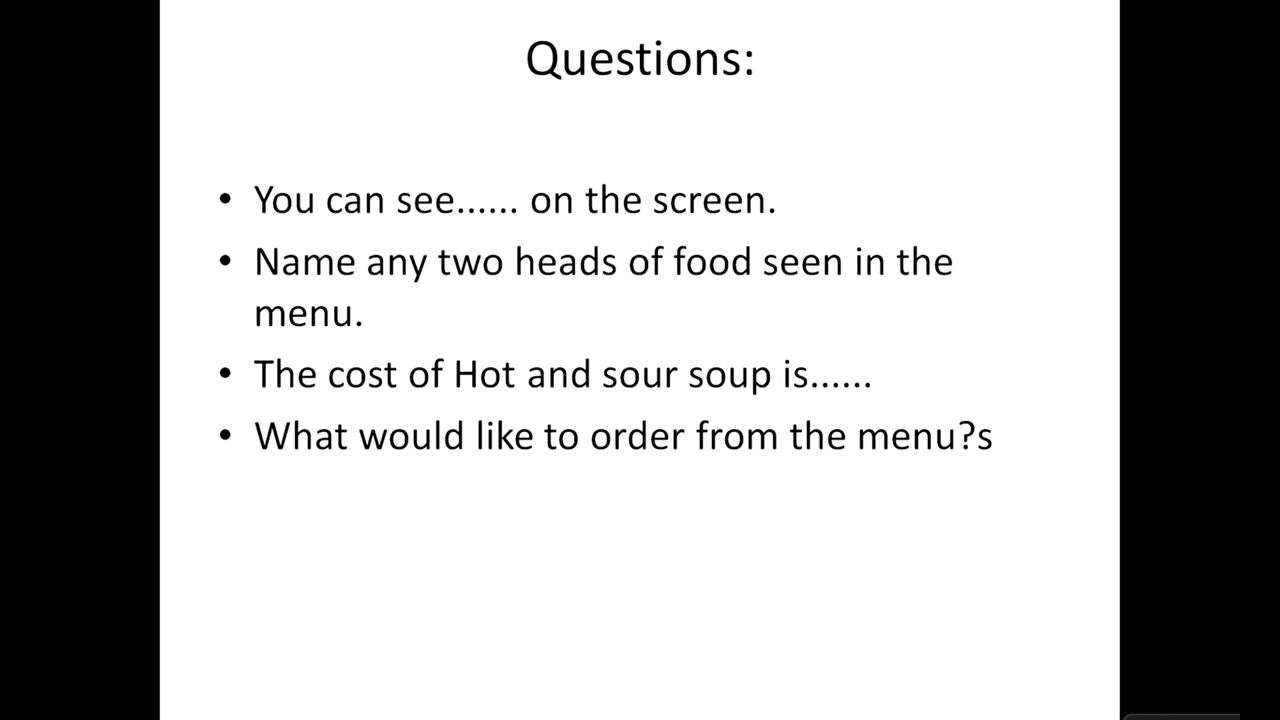 Questions:
• You can see...... on the screen.
• Name any two heads of food seen in the
menu.
• The cost of Hot and sour soup is......
• What would like to order from the menu?s